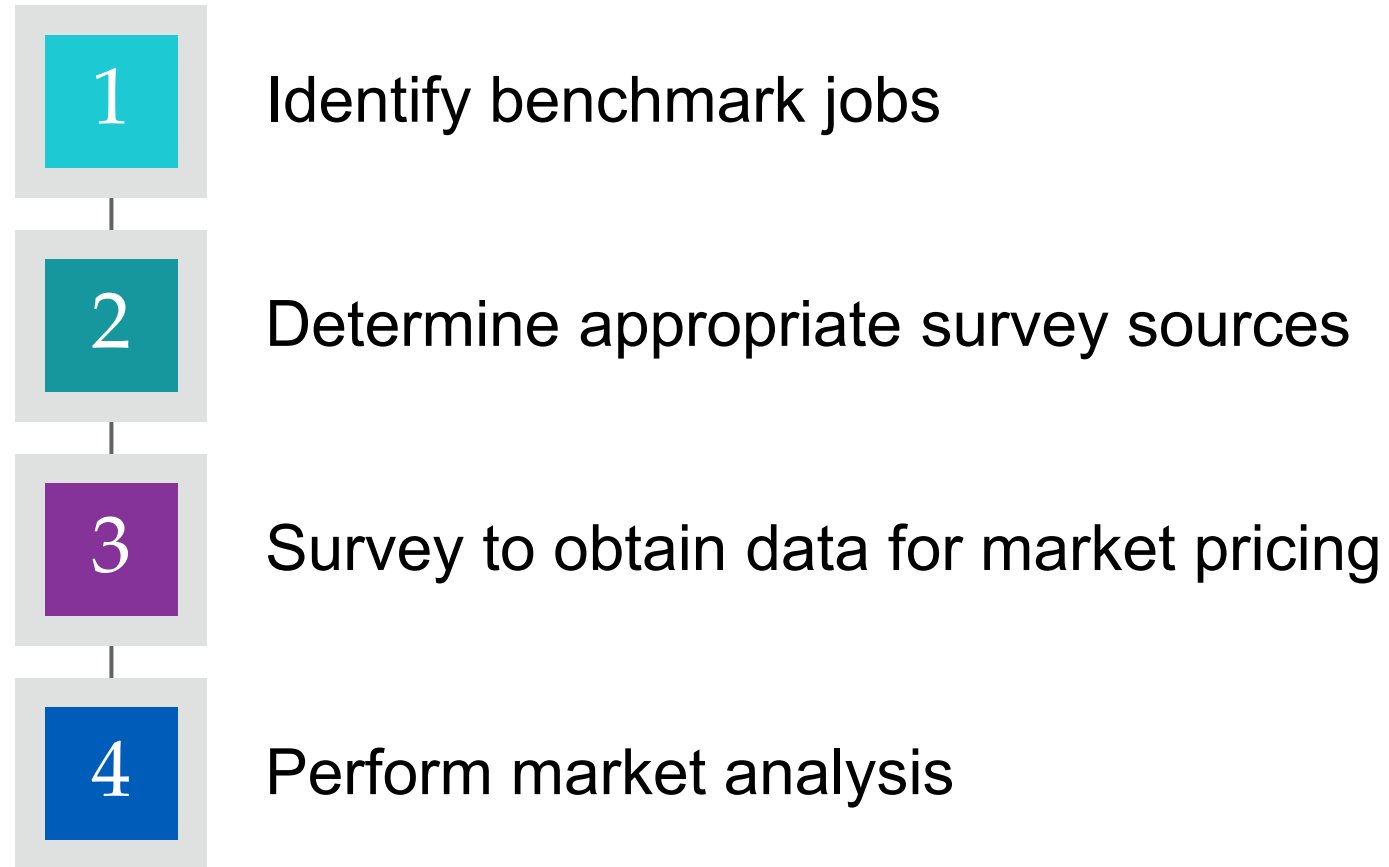 1 Identify benchmark jobs
2 Determine appropriate survey sources
3 Survey to obtain data for market pricing
4 Perform market analysis